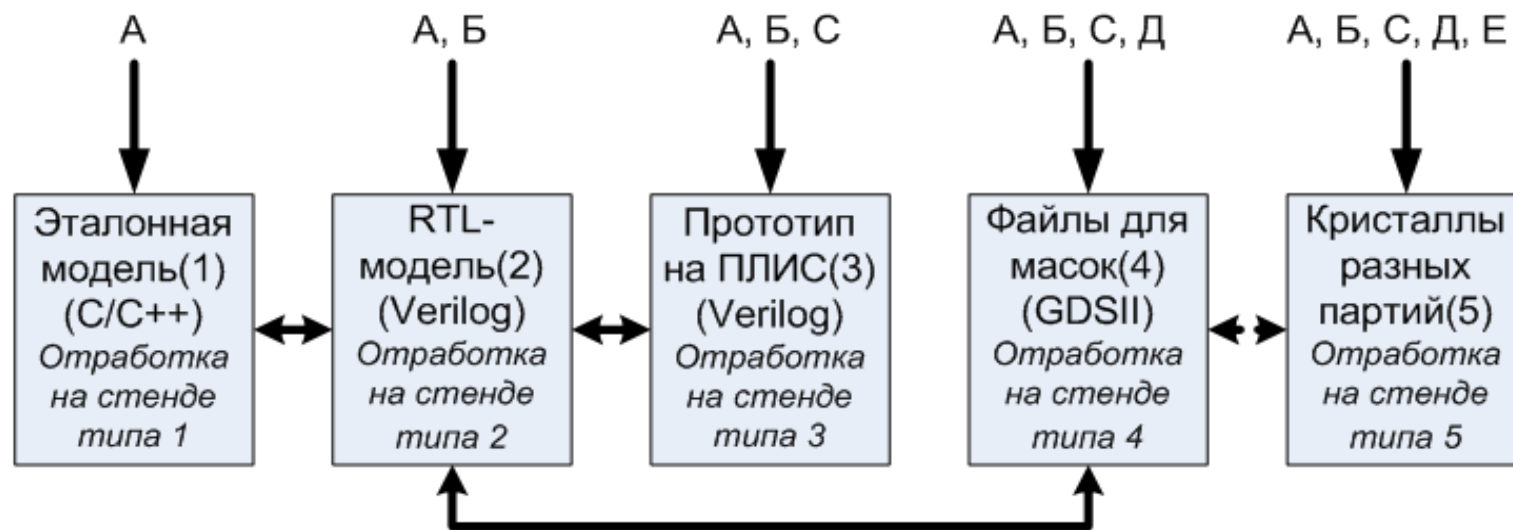 А
А, Б
А, Б, С
А, Б, С, Д
А, Б, С, Д, Е
Эталонная
модель(1)
(C/C++)
Отработка
на стенде
типа 1
RTL-
модель(2)
(Verilog)
Отработка
на стенде
типа 2
Прототип
на ПЛИС(3)
(Verilog)
Отработка
на стенде
типа 3
Файлы для
масок(4)
(GDSII)
Отработка
на стенде
типа 4
Кристаллы
разных
партий(5)
Отработка
на стенде
типа 5